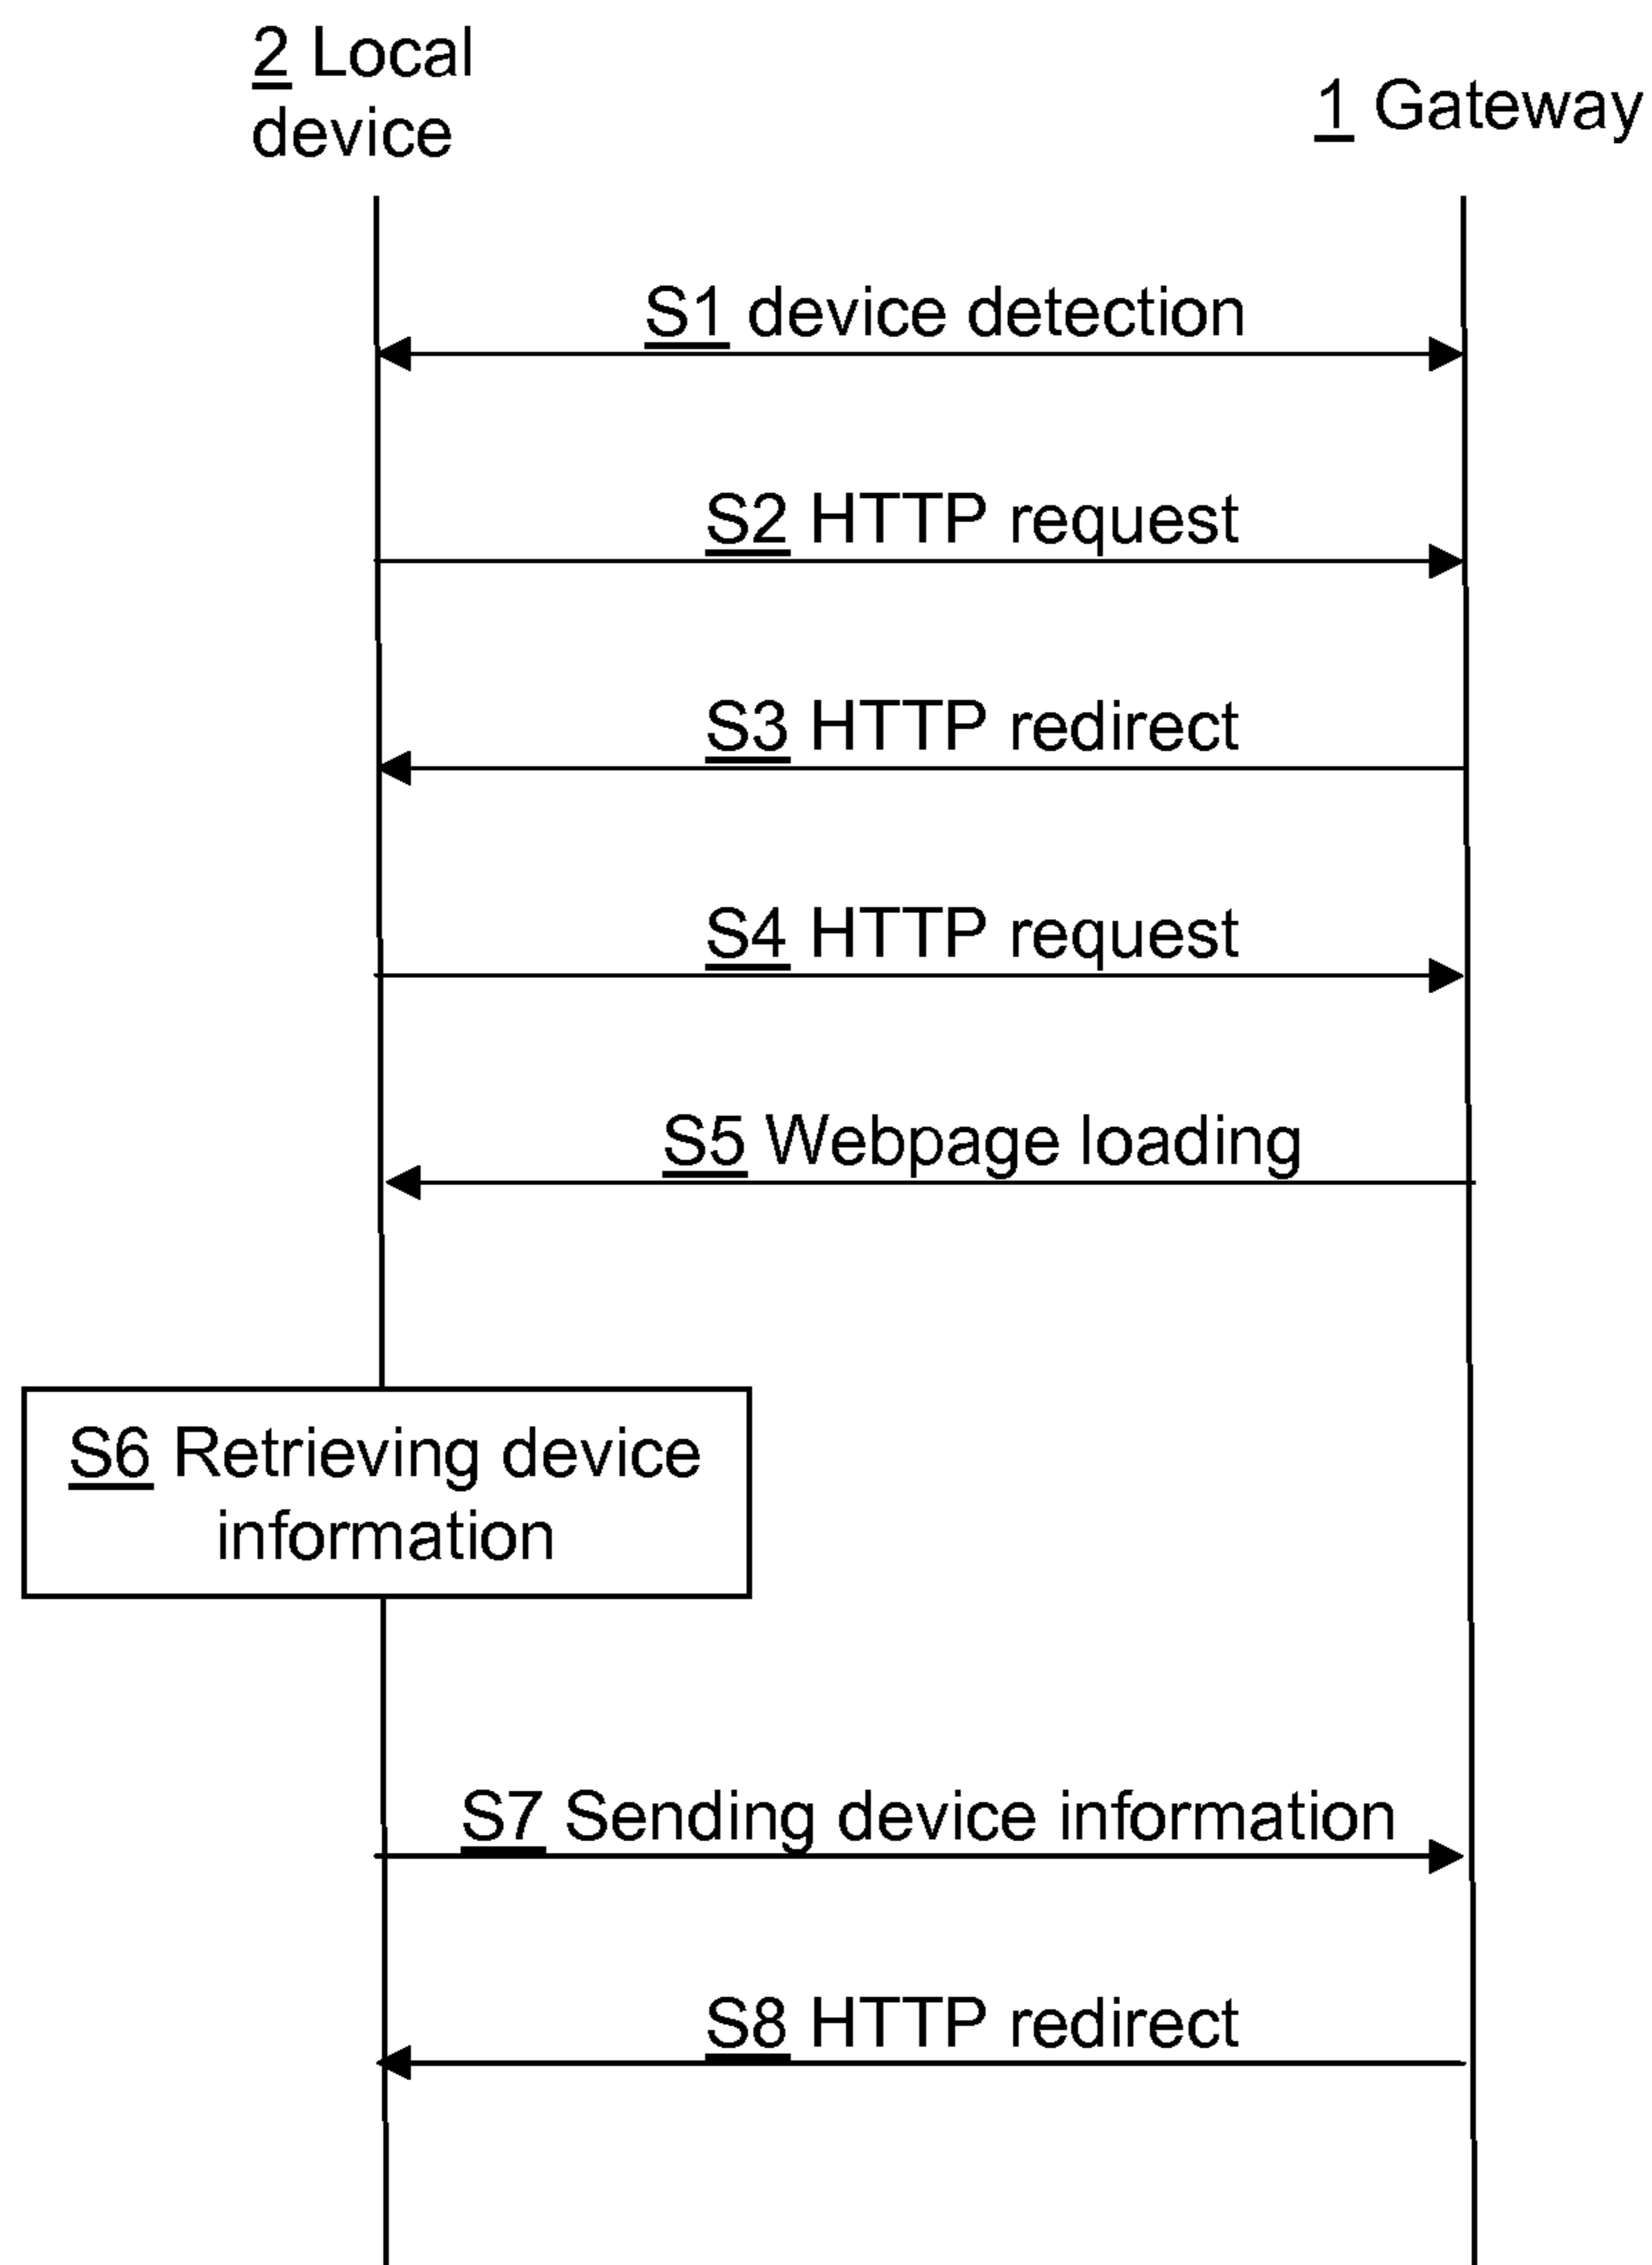 2 Local
device
1 Gateway
S1 device detection
S2 HTTP request
S3 HTTP redirect
S4 HTTP request
S5 Webpage loading
S6 Retrieving device
information
S7 Sending device information
S8 HTTP redirect